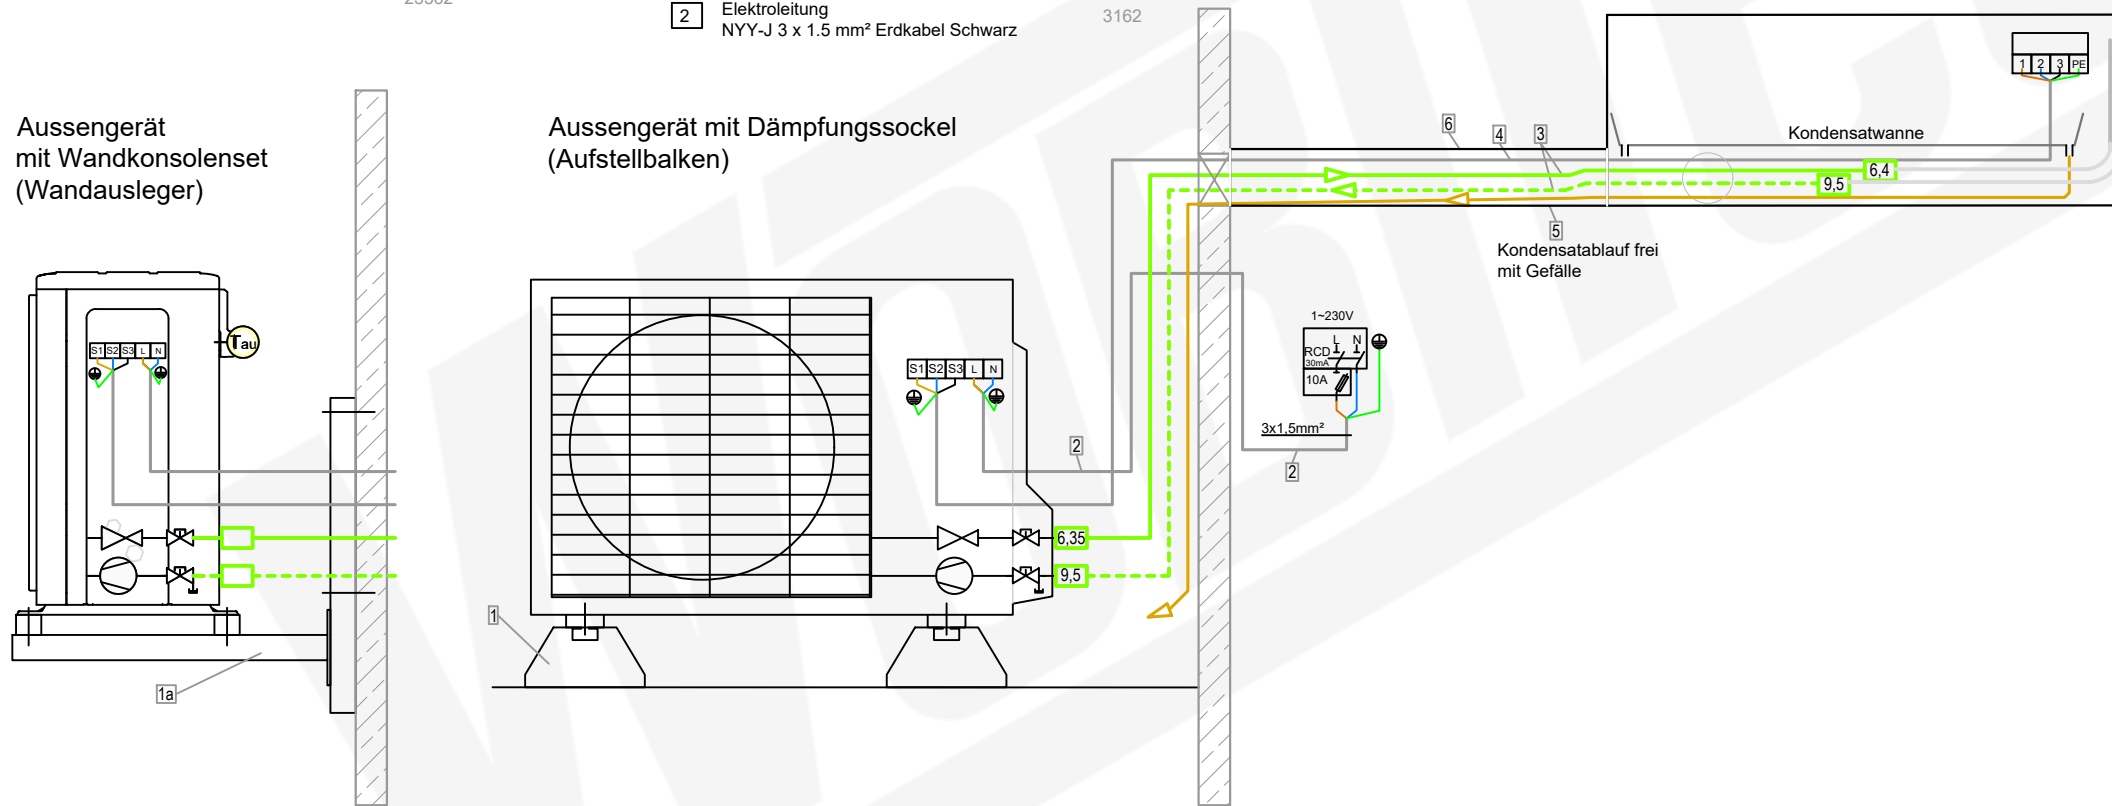 2
Elektroleitung
NYY-J 3 x 1.5 mm² Erdkabel Schwarz
3162
Aussengerät
mit Wandkonsolenset
(Wandausleger)
Aussengerät mit Dämpfungssockel
(Aufstellbalken)
1 2 3 PE
6
4
3
Kondensatwanne
6,4
9,5
5
Kondensatablauf frei
mit Gefälle
Tau
S1 S2 S3 L N
S1 S2 S3 L N
1~230V
L N
RCD
30mA
10A
3x1,5mm²
2
2
6,35
9,5
1
1a